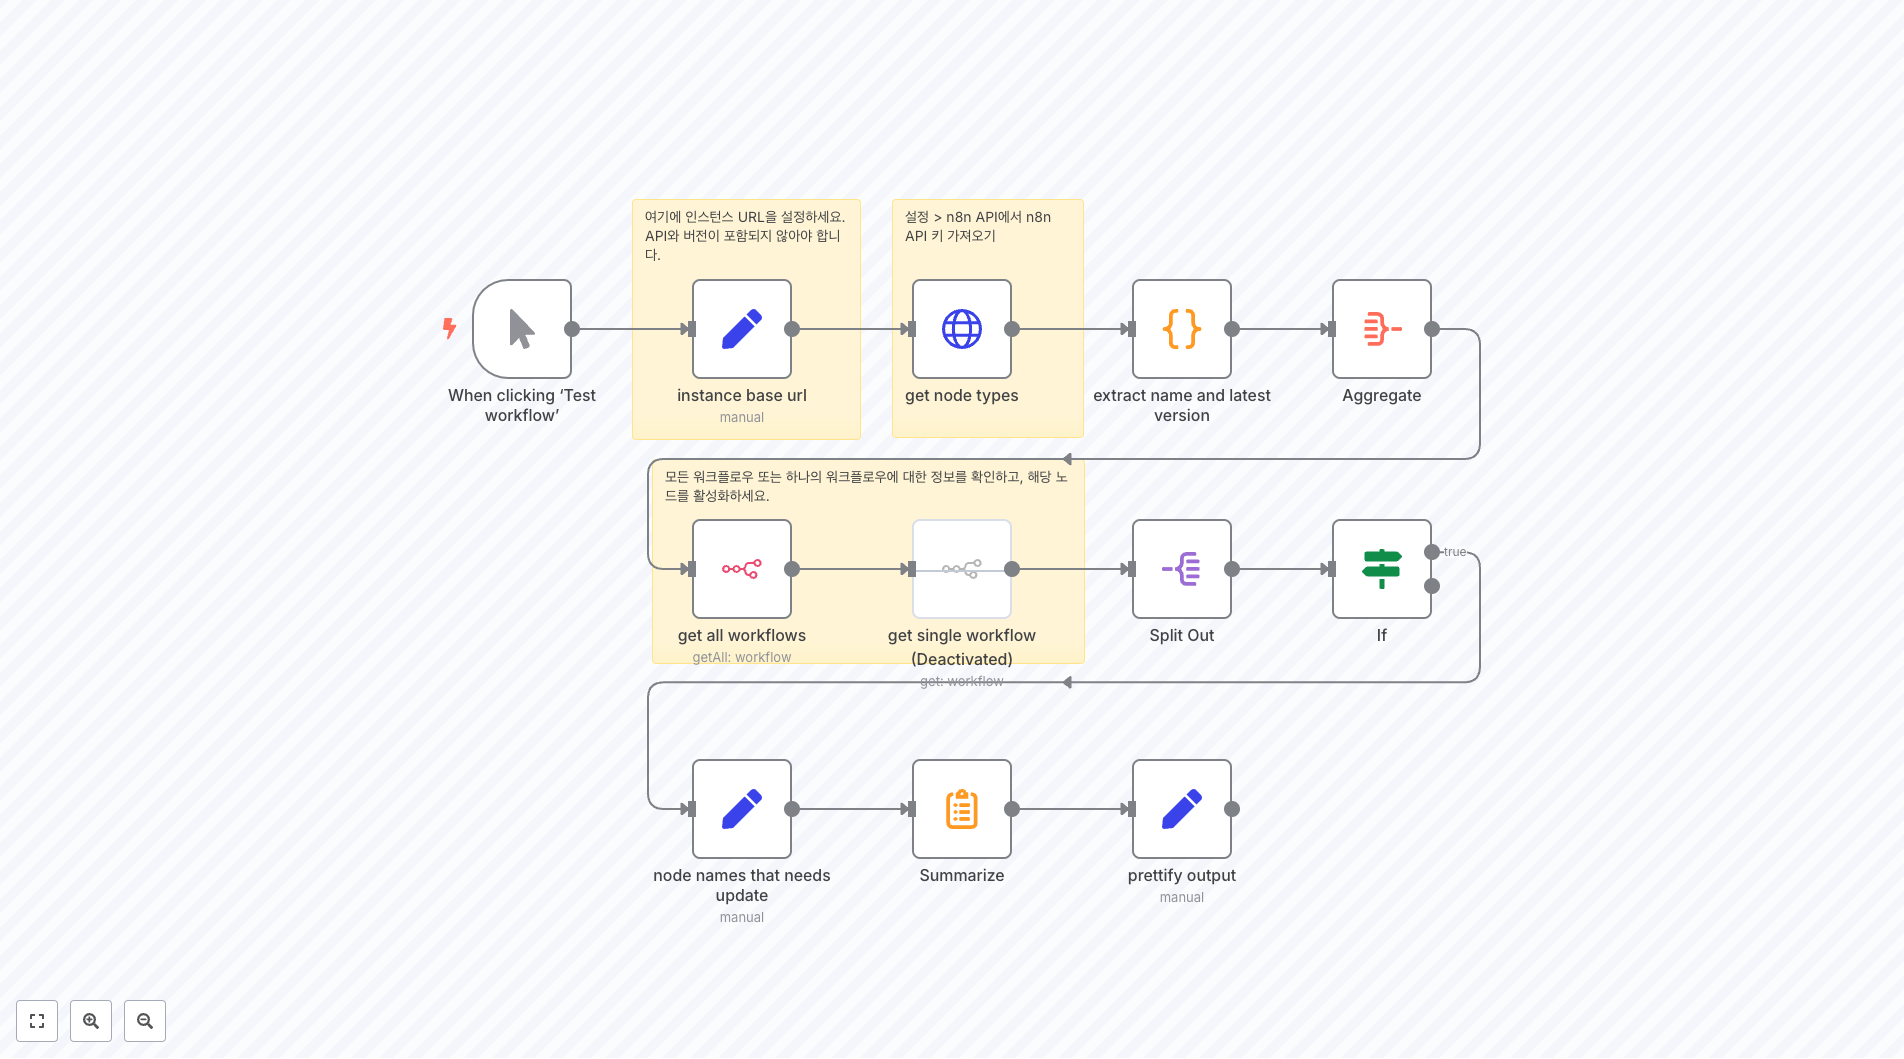 여기에 인스턴스 URL을 설정하세요.
API와 버전이 포함되지 않아야 합니
다.
설정 > n8n API에서 n8n
API 키 가져오기
When clicking ‘Test
workflow’
instance base url
manual
get node types
extract name and latest
version
Aggregate
모든 워크플로우 또는 하나의 워크플로우에 대한 정보를 확인하고, 해당 노
드를 활성화하세요.
true
get all workflows
getAll: workflow
get single workflow
(Deactivated)
get: workflow
Split Out
If
node names that needs
update
manual
Summarize
prettify output
manual